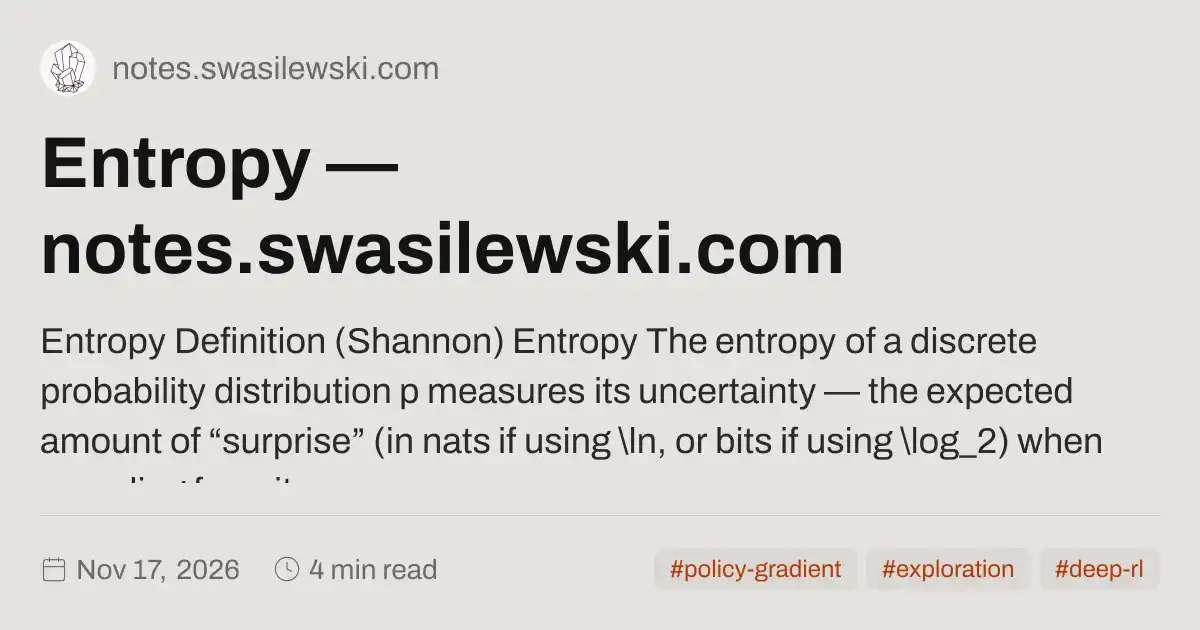 notes.swasilewski.com
Entropy —
notes.swasilewski.com
Entropy Definition (Shannon) Entropy The entropy of a discrete
probability distribution p measures its uncertainty — the expected
amount of “surprise” (in nats if using \ln, or bits if using \log_2) when
Nov 17, 2026
4 min read
#policy-gradient
#exploration
#deep-rl